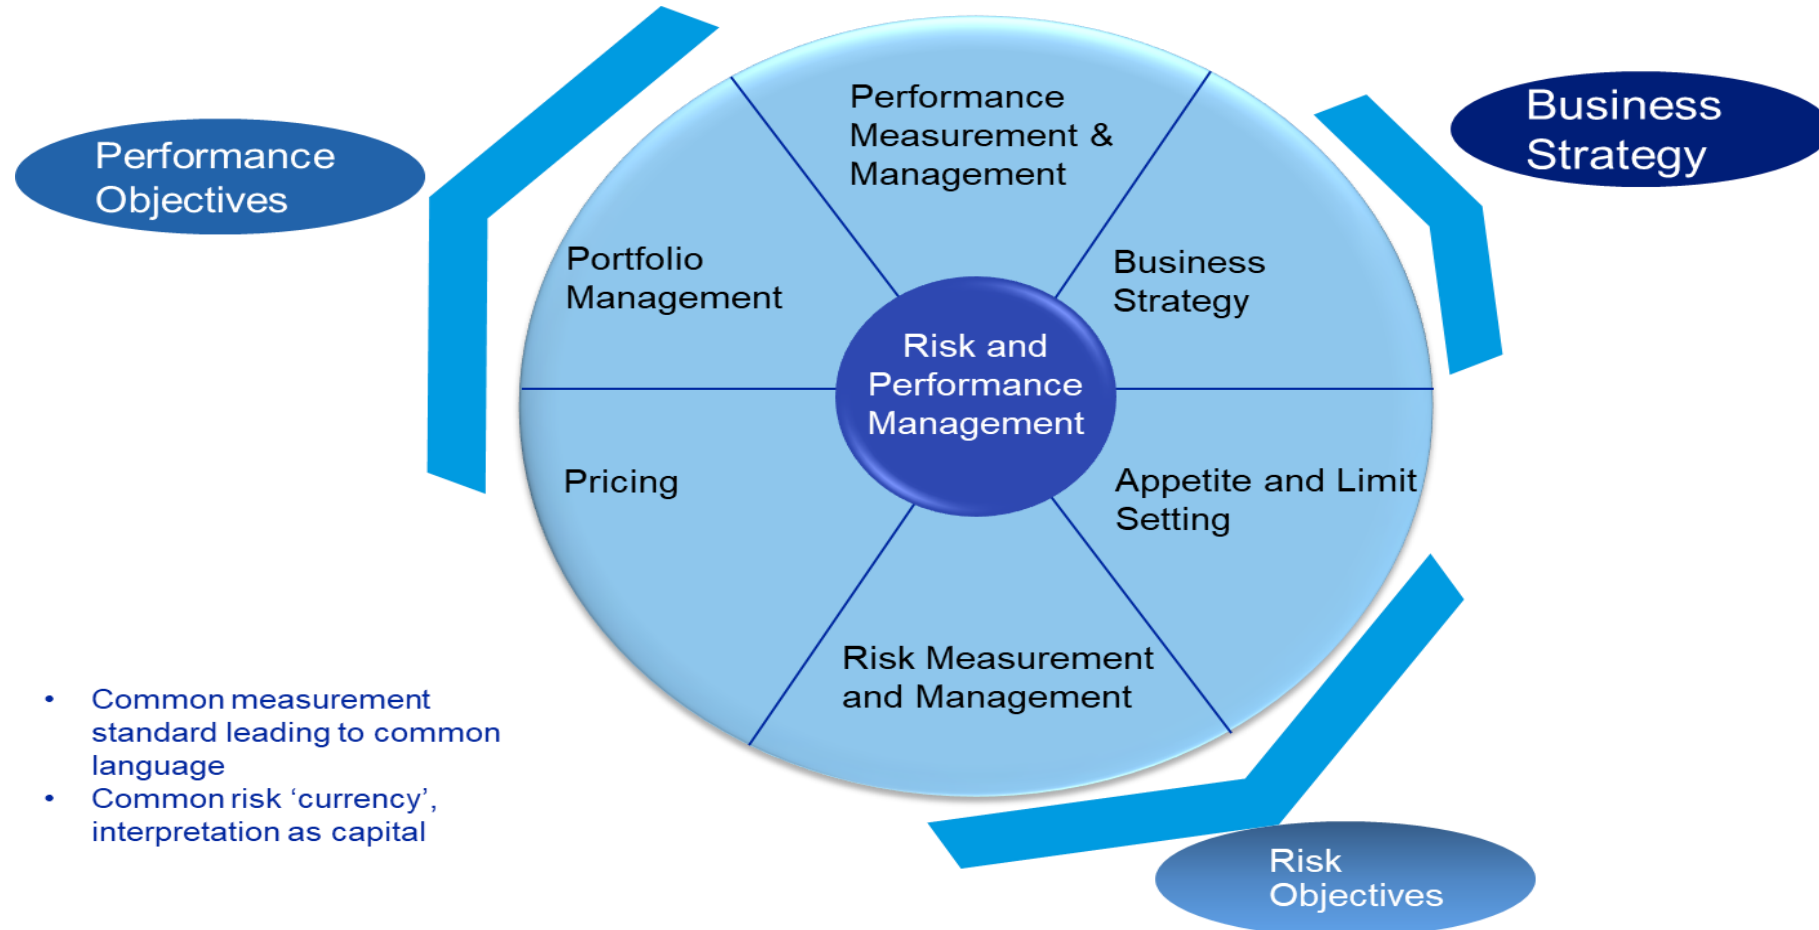 Performance
Objectives
Performance
Measurement &
Management
Business
Strategy
Portfolio
Management
Business
Strategy
Risk and
Performance
Management
Pricing
Appetite and Limit
Setting
Risk Measurement
and Management
• Common measurement
standard leading to common
language
• Common risk ‘currency’,
interpretation as capital
Risk
Objectives